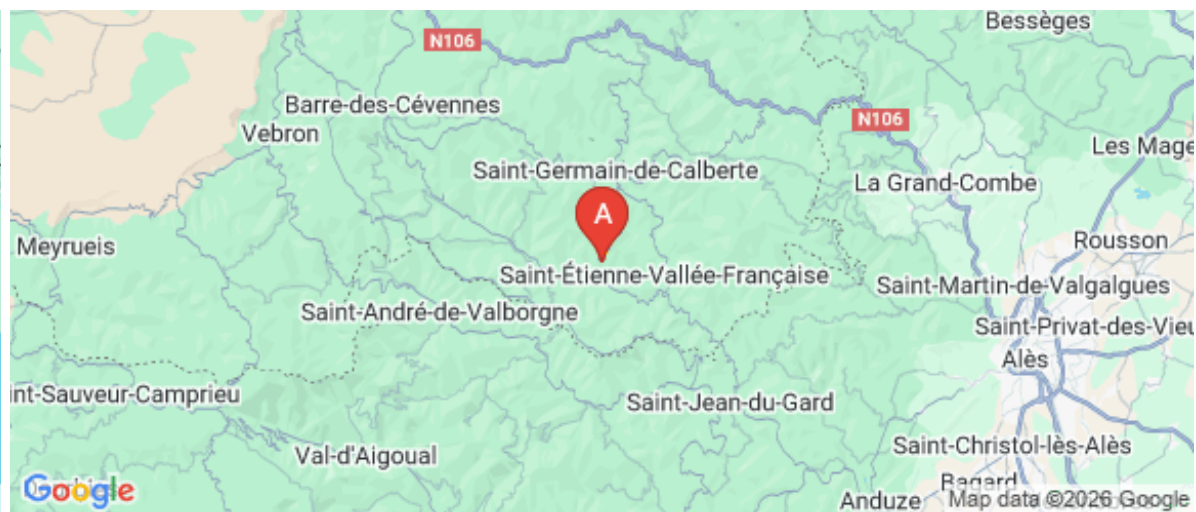 Bessèges
N106
Barre-des-Cévennes
N106
Vebron
Les Mage
Saint-Germain-de-Calberte
La Grand-Combe
A
Meyrueis
Rousson
Saint-Étienne-Vallée-Française
Saint-Martin-de-Valgalgues
Saint-André-de-Valborgne
Saint-Privat-des-Vieu
Alès
int-Sauveur-Camprieu
Saint-Jean-du-Gard
Saint-Christol-lès-Alès
Val-d'Aigoual
Bagard
Google
Anduze
Map data ©2026 Google